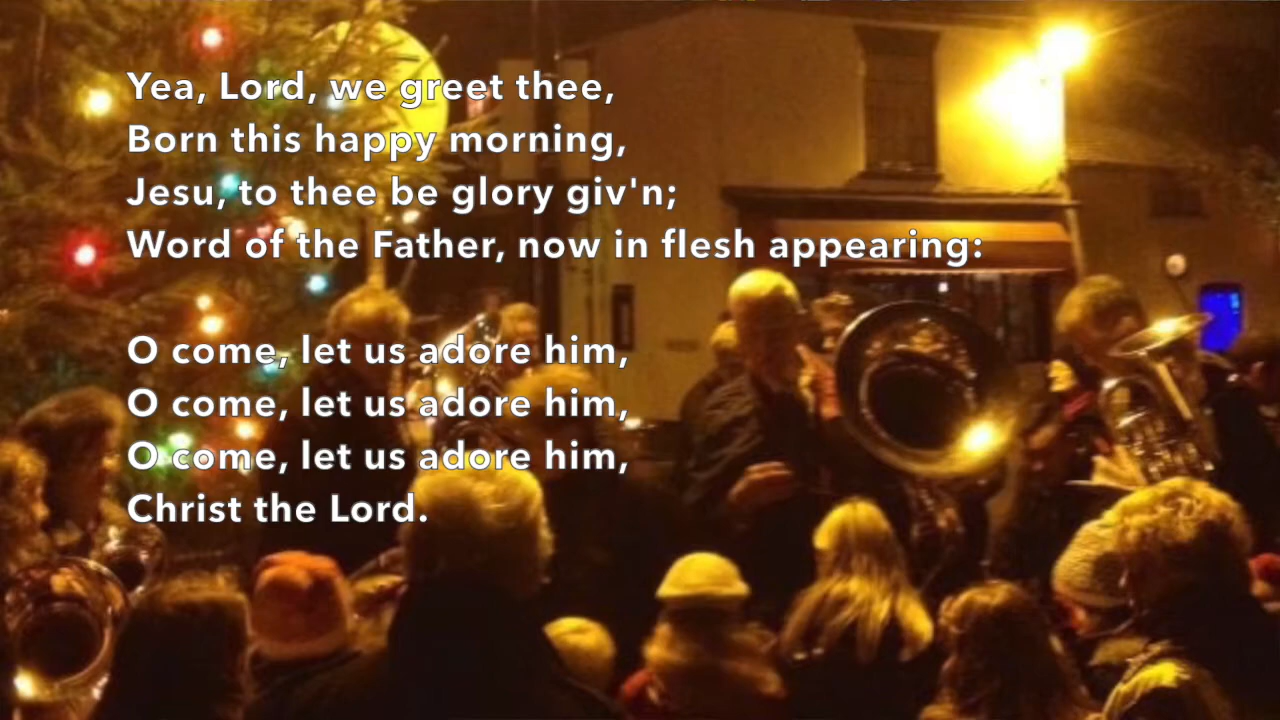 Yea, Lord, we greet thee,
Born this happy morning,
Jesu, to thee be glory giv'n;
Word of the Father, now in flesh appearing:
O come, let us adore him,
O come, let us adore him,
O come, let us adore him,
Christ the Lord.